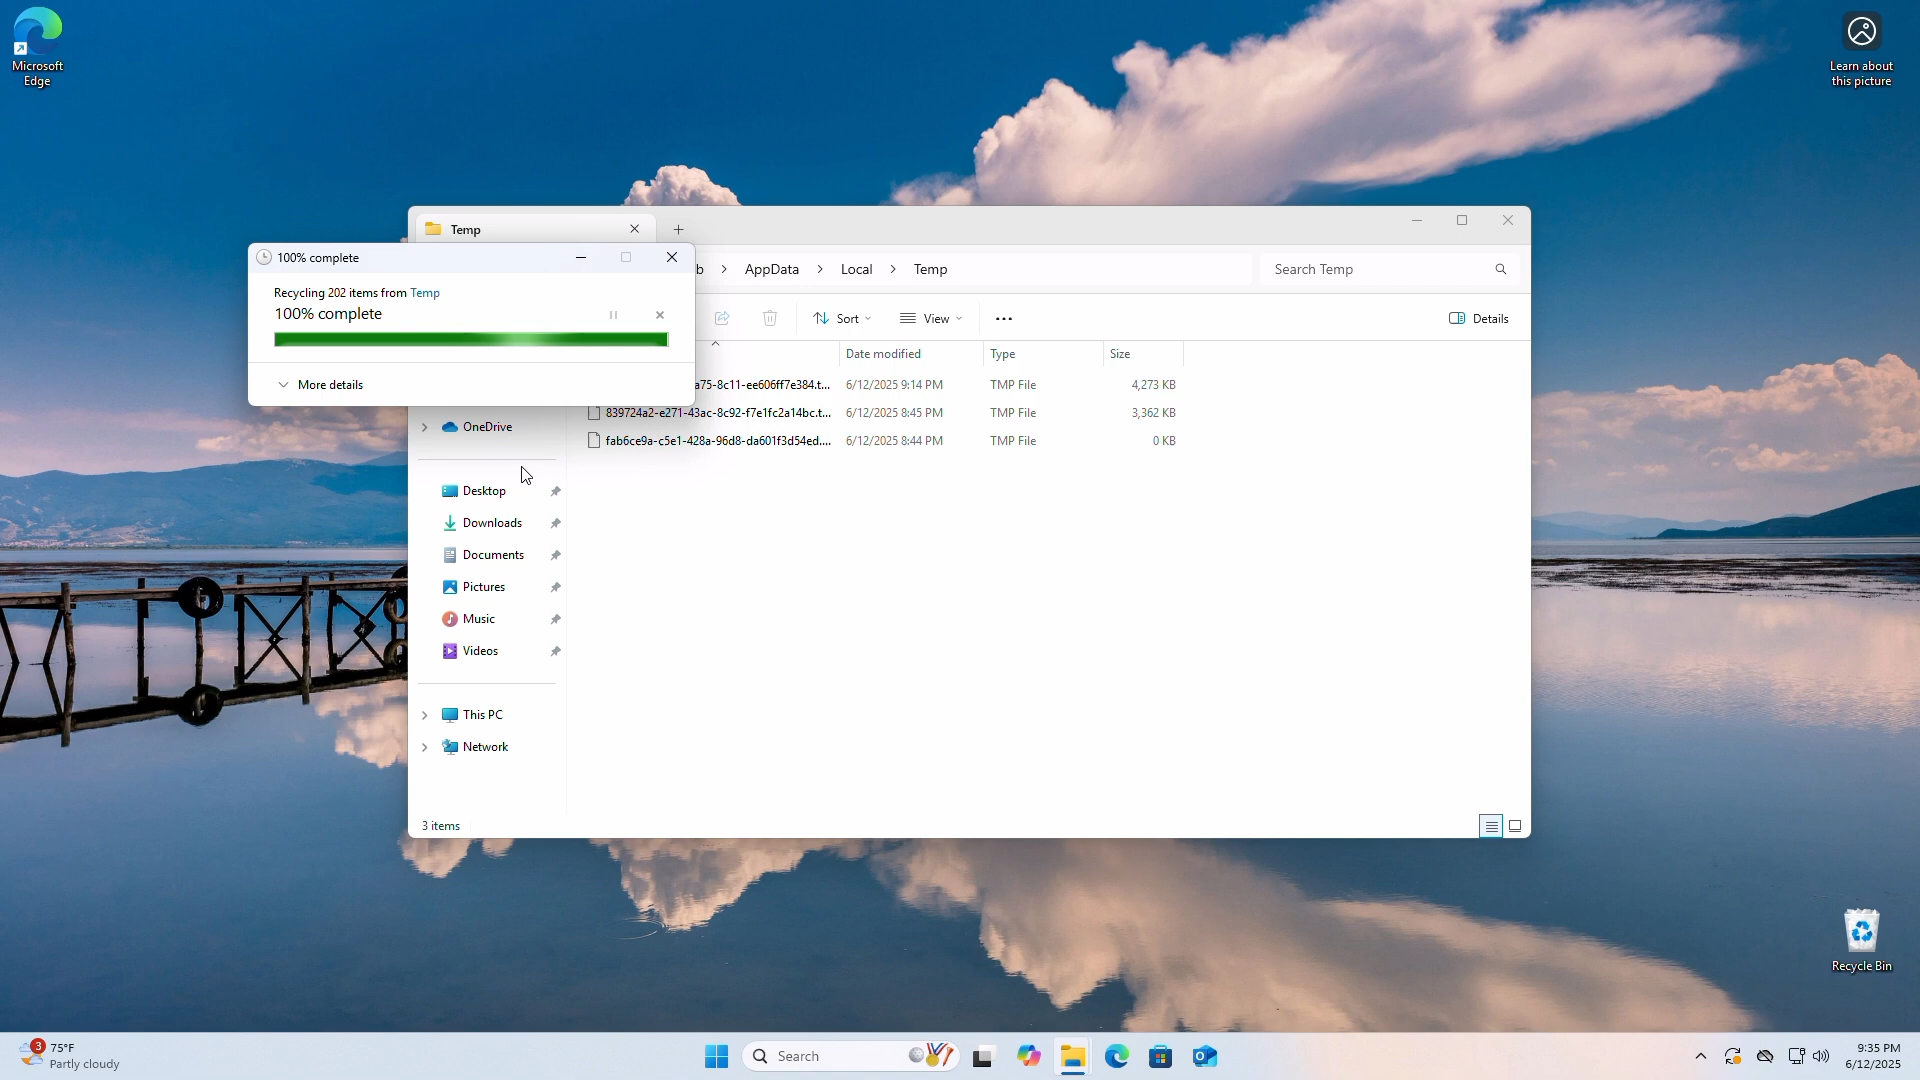 Microsoft
Edge
Learn about
this picture
Temp
100% complete
Recycling 202 items from Temp
100% complete
More details
b > AppData > Local > Temp
Search Temp
Sort
View
Details
Date modified
Type
Size
a75-8c11-ee606ff7e384.t... 6/12/2025 9:14 PM TMP File 4,273 KB
839724a2-e271-43ac-8c92-f7e1fc2a14bc.t... 6/12/2025 8:45 PM TMP File 3,362 KB
fab6ce9a-c5e1-428a-96d8-da601f3d54ed.... 6/12/2025 8:44 PM TMP File 0 KB
OneDrive
Desktop
Downloads
Documents
Pictures
Music
Videos
This PC
Network
3 items
Recycle Bin
3
75°F
Partly cloudy
Search
9:35 PM
6/12/2025